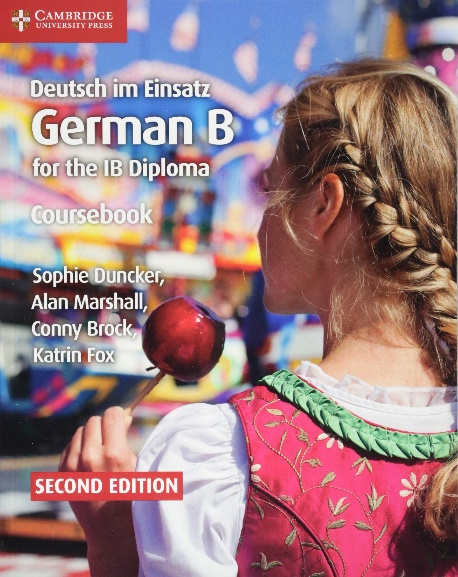 CAMBRIDGE
UNIVERSITY PRESS
Deutsch im Einsatz
German B
for the IB Diploma
Coursebook
Sophie Duncker,
Alan Marshall,
Conny Brock,
Katrin Fox
SECOND EDITION